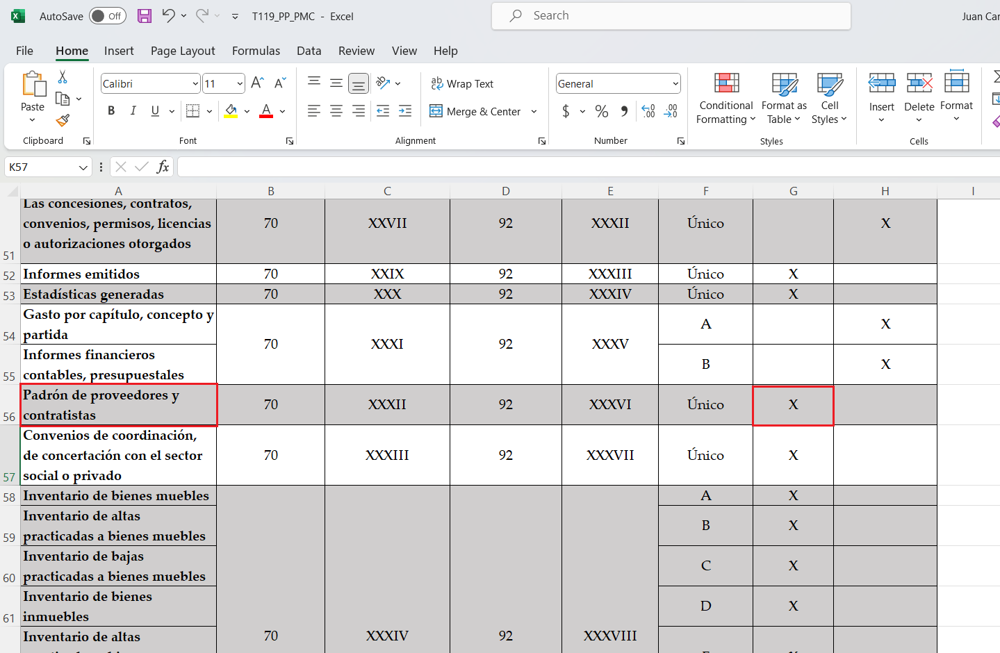 AutoSave Off T119_PP_PMC - Excel Search Juan Car
File Home Insert Page Layout Formulas Data Review View Help
Paste
Clipboard
Calibri 11
B I U A
Font
ab Wrap Text
Merge & Center
Alignment
General
$ % 9 .00 .00
Number
Conditional Formatting
Format as Table
Cell Styles
Styles
Insert Delete Format
Cells
K57 fx
A B C D E F G H I
51 Las concesiones, contratos,
convenios, permisos, licencias 70 XXVII 92 XXXII Único X
o autorizaciones otorgados
52 Informes emitidos 70 XXIX 92 XXXIII Único X
53 Estadísticas generadas 70 XXX 92 XXXIV Único X
54 Gasto por capítulo, concepto y A X
partida
70 XXXI 92 XXXV
55 Informes financieros B X
contables, presupuestales
56 Padrón de proveedores y 70 XXXII 92 XXXVI Único X
contratistas
57 Convenios de coordinación,
de concertación con el sector 70 XXXIII 92 XXXVII Único X
social o privado
58 Inventario de bienes muebles A X
59 Inventario de altas B X
practicadas a bienes muebles
60 Inventario de bajas C X
practicadas a bienes muebles
61 Inventario de bienes D X
inmuebles
Inventario de altas 70 XXXIV 92 XXXVIII